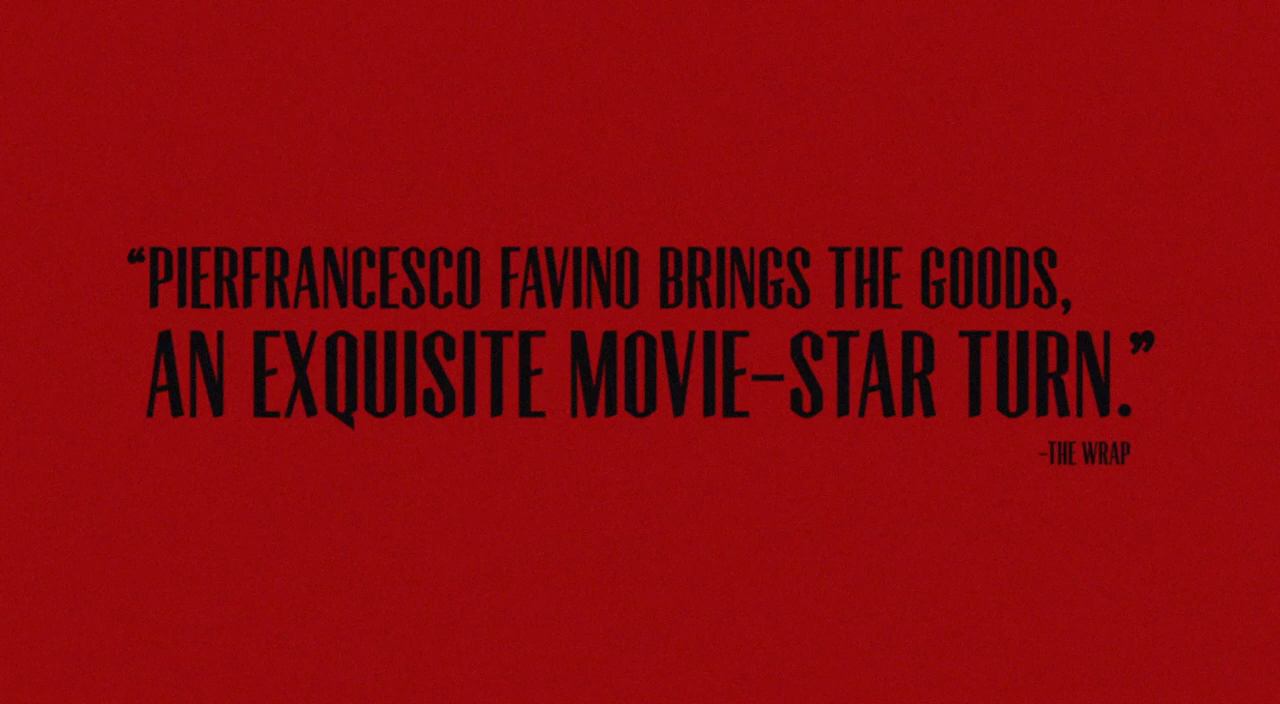 “PIERFRANCESCO FAVINO BRINGS THE GOODS,
AN EXQUISITE MOVIE–STAR TURN.”
–THE WRAP